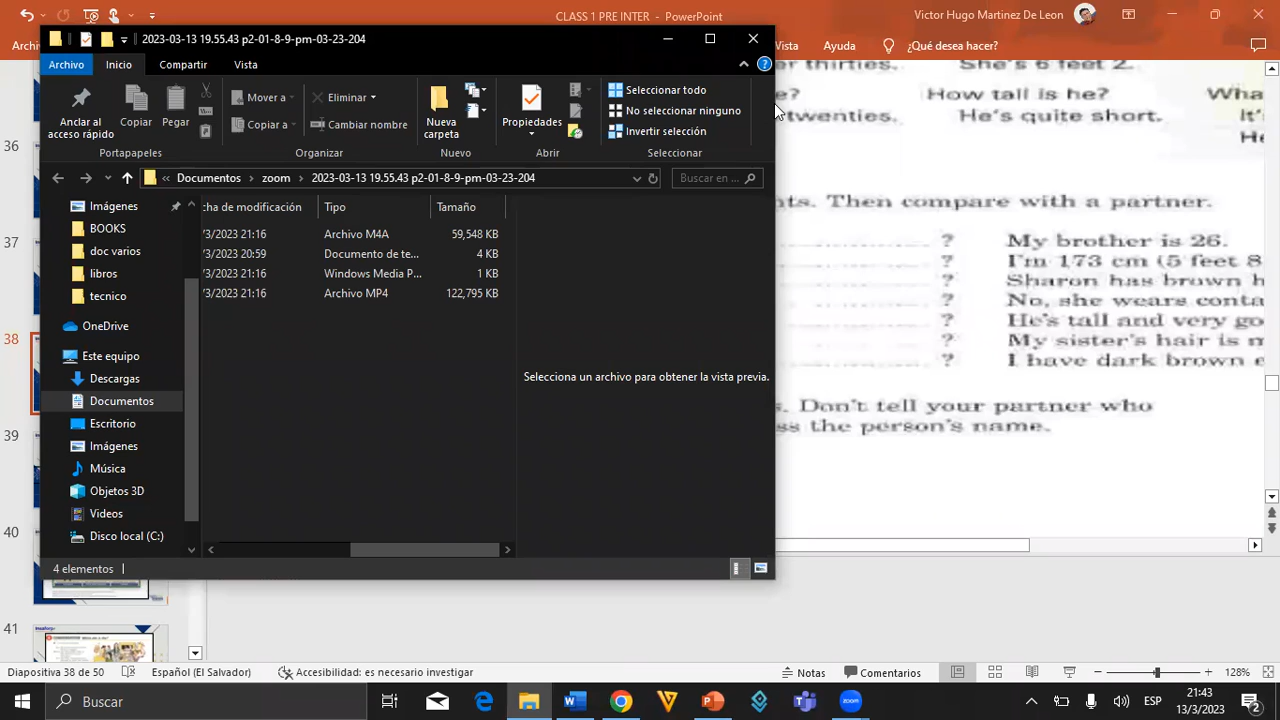 CLASS 1 PRE INTER - PowerPoint
Victor Hugo Martinez De Leon
Archi
Vista
Ayuda
¿Qué desea hacer?
2023-03-13 19.55.43 p2-01-8-9-pm-03-23-204
Archivo
Inicio
Compartir
Vista
Anclar al acceso rápido
Copiar
Pegar
Portapapeles
Mover a
Copiar a
Eliminar
Cambiar nombre
Organizar
Nueva carpeta
Nuevo
Propiedades
Abrir
Seleccionar todo
No seleccionar ninguno
Invertir selección
Seleccionar
Documentos
zoom
2023-03-13 19.55.43 p2-01-8-9-pm-03-23-204
Buscar en ...
Imágenes
BOOKS
doc varios
libros
tecnico
OneDrive
Este equipo
Descargas
Documentos
Escritorio
Imágenes
Música
Objetos 3D
Videos
Disco local (C:)
cha de modificación Tipo Tamaño
/3/2023 21:16 Archivo M4A 59,548 KB
/3/2023 20:59 Documento de te... 4 KB
/3/2023 21:16 Windows Media P... 1 KB
/3/2023 21:16 Archivo MP4 122,795 KB
Selecciona un archivo para obtener la vista previa.
4 elementos
36
37
38
39
40
41
er thirties. She's 6 feet 2.
e? How tall is he? Wha
twenties. He's quite short. It'
He
nts. Then compare with a partner.
? My brother is 26.
? I'm 173 cm (5 feet 8
? Sharon has brown h
? No, she wears conta
? He's tall and very go
? My sister's hair is m
? I have dark brown e
s. Don't tell your partner who
ss the person's name.
Diapositiva 38 de 50
Español (El Salvador)
Accesibilidad: es necesario investigar
Notas
Comentarios
128%
Buscar
ESP
21:43
13/3/2023
2